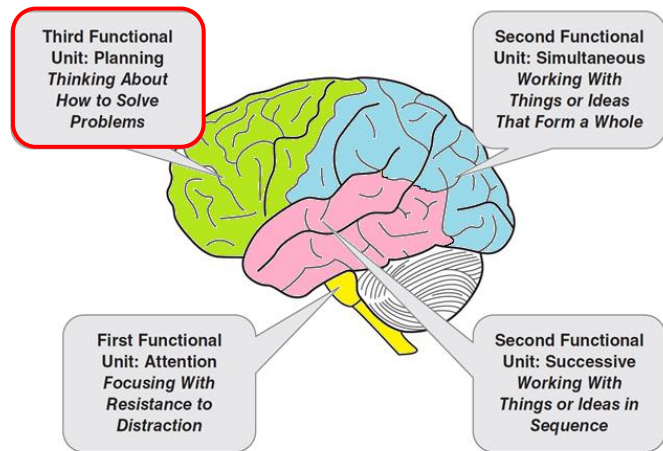 Third Functional
Unit: Planning
Thinking About
How to Solve
Problems
Second Functional
Unit: Simultaneous
Working With
Things or Ideas
That Form a Whole
First Functional
Unit: Attention
Focusing With
Resistance to
Distraction
Second Functional
Unit: Successive
Working With
Things or Ideas in
Sequence